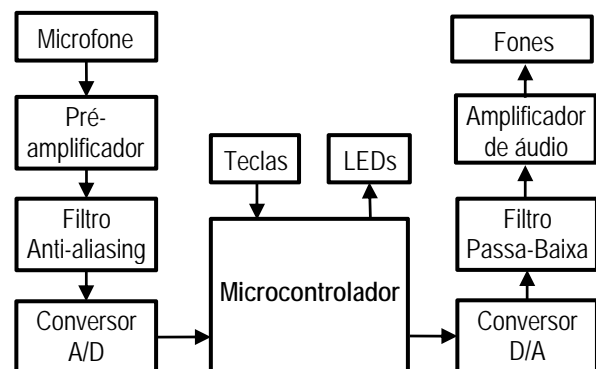 Microfone
Pré-
amplificador
Filtro
Anti-aliasing
Conversor
A/D
Teclas
LEDs
Microcontrolador
Fones
Amplificador
de áudio
Filtro
Passa-Baixa
Conversor
D/A